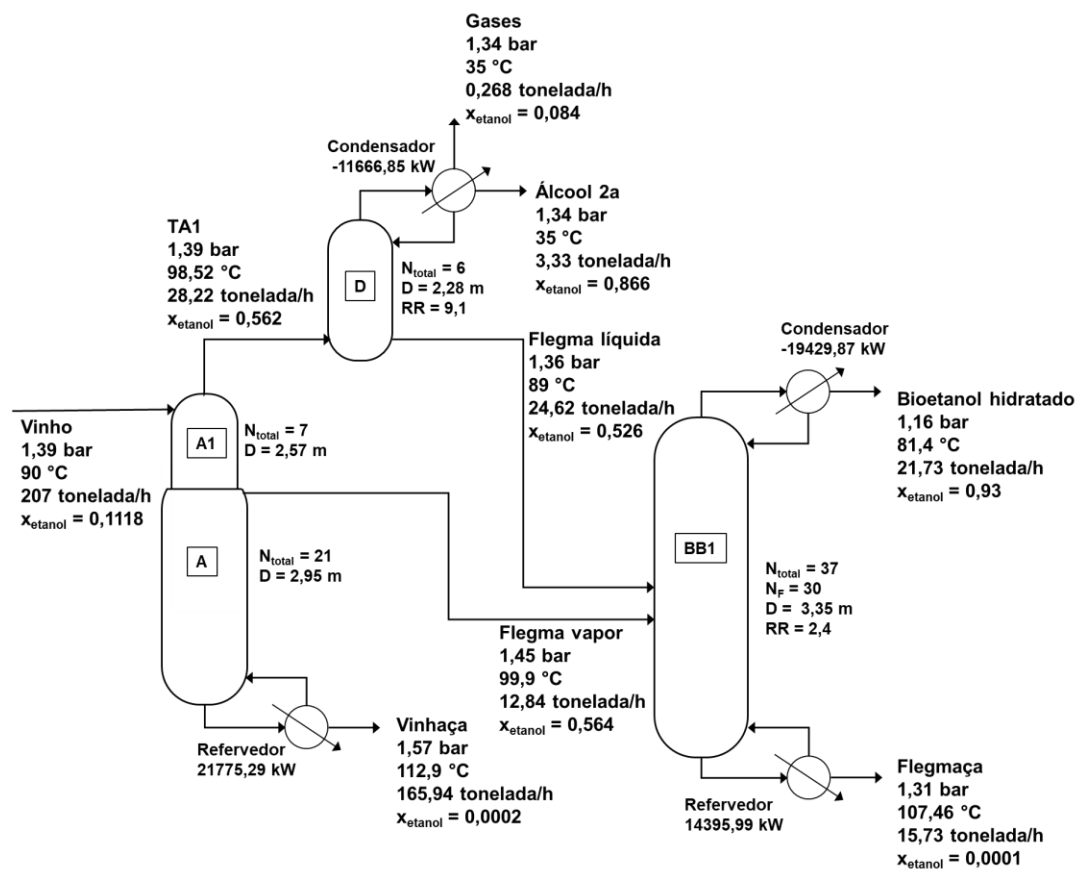 Gases
1,34 bar
35 °C
0,268 tonelada/h
x_etanol = 0,084
Condensador
-11666,85 kW
Álcool 2a
1,34 bar
35 °C
3,33 tonelada/h
x_etanol = 0,866
TA1
1,39 bar
98,52 °C
28,22 tonelada/h
x_etanol = 0,562
D
N_total = 6
D = 2,28 m
RR = 9,1
Flegma líquida
1,36 bar
89 °C
24,62 tonelada/h
x_etanol = 0,526
Condensador
-19429,87 kW
Bioetanol hidratado
1,16 bar
81,4 °C
21,73 tonelada/h
x_etanol = 0,93
Vinho
1,39 bar
90 °C
207 tonelada/h
x_etanol = 0,1118
A1
N_total = 7
D = 2,57 m
A
N_total = 21
D = 2,95 m
BB1
N_total = 37
N_F = 30
D = 3,35 m
RR = 2,4
Flegma vapor
1,45 bar
99,9 °C
12,84 tonelada/h
x_etanol = 0,564
Refervedor
21775,29 kW
Vinhaça
1,57 bar
112,9 °C
165,94 tonelada/h
x_etanol = 0,0002
Refervedor
14395,99 kW
Flegmaça
1,31 bar
107,46 °C
15,73 tonelada/h
x_etanol = 0,0001